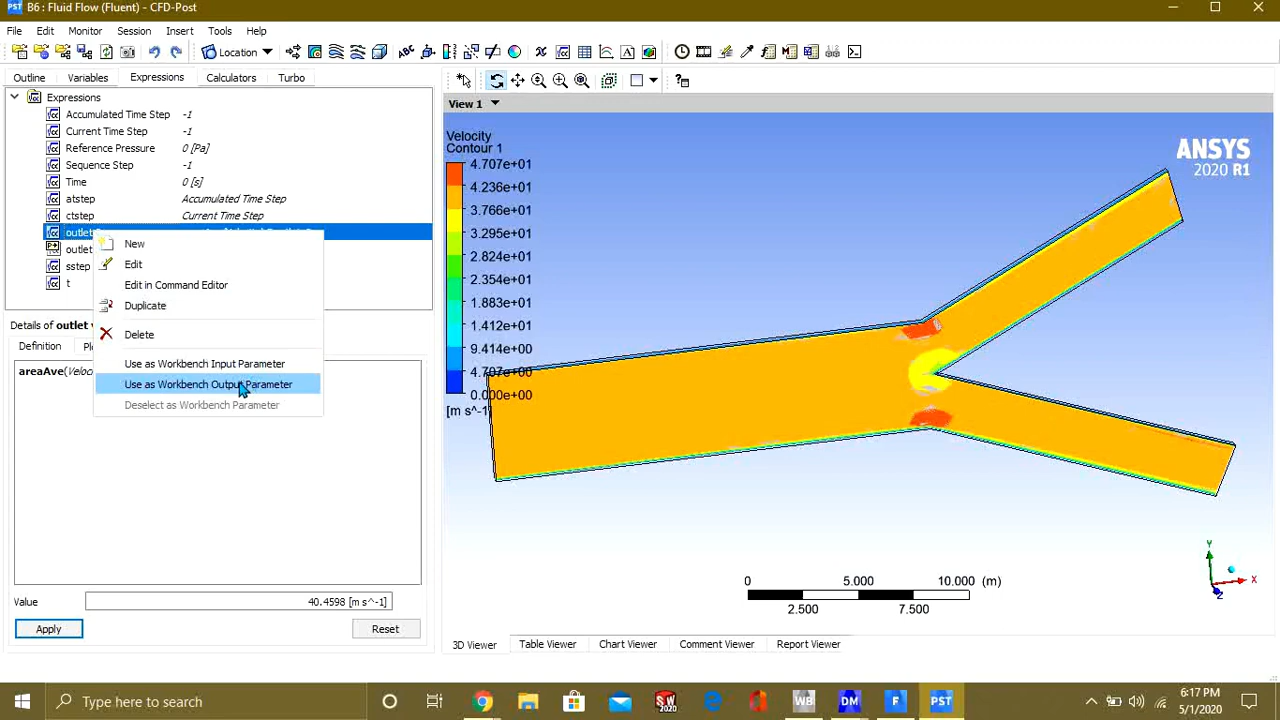 PST
B6 : Fluid Flow (Fluent) - CFD-Post
File Edit Monitor Session Insert Tools Help
Location
Outline Variables Expressions Calculators Turbo
Expressions
Accumulated Time Step -1
Current Time Step -1
Reference Pressure 0 [Pa]
Sequence Step -1
Time 0 [s]
atstep Accumulated Time Step
ctstep Current Time Step
outlet
outlet
sstep
t
New
Edit
Edit in Command Editor
Duplicate
Delete
Use as Workbench Input Parameter
Use as Workbench Output Parameter
Deselect as Workbench Parameter
Details of outlet
Definition
areaAve(Veloc
Value 40.4598 [m s^-1]
Apply Reset
View 1
Velocity
Contour 1
4.707e+01
4.236e+01
3.766e+01
3.295e+01
2.824e+01
2.354e+01
1.883e+01
1.412e+01
9.414e+00
4.707e+00
0.000e+00
[m s^-1]
ANSYS
2020 R1
Y
X
Z
0 5.000 10.000 (m)
2.500 7.500
3D Viewer Table Viewer Chart Viewer Comment Viewer Report Viewer
Type here to search
SW
2020
WB
DM
F
PST
6:17 PM
5/1/2020